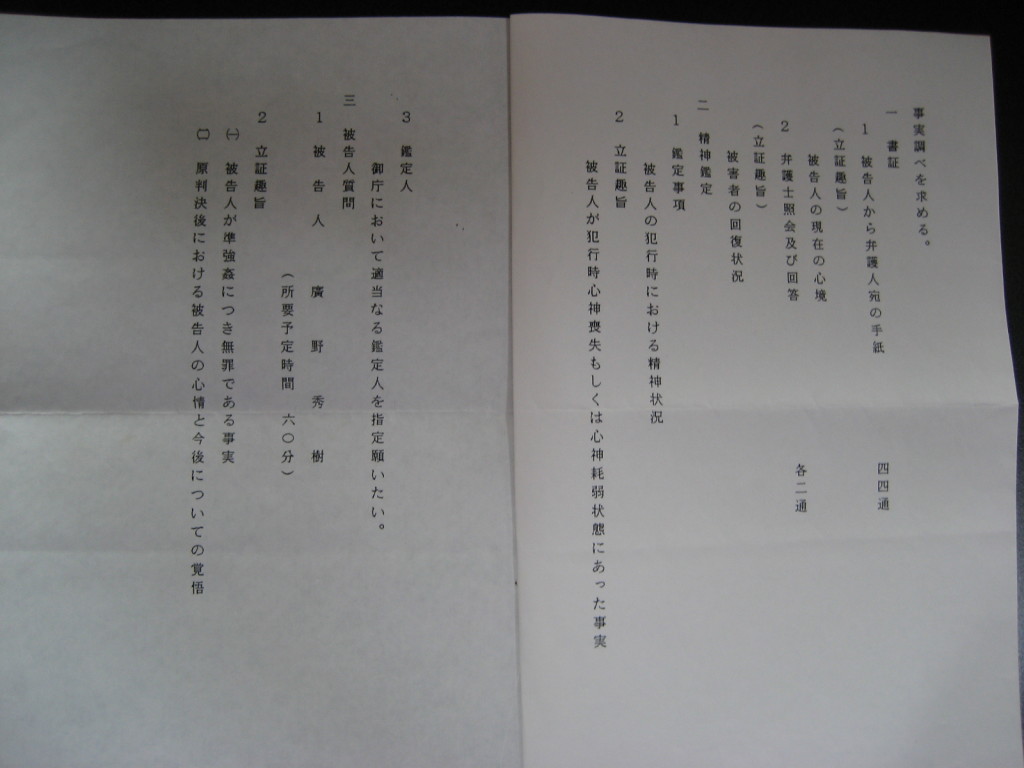 事実調べを求める。
一　書証
1　被告人から弁護人宛の手紙　四四通
（立証趣旨）
被告人の現在の心境
2　弁護士照会及び回答　各二通
（立証趣旨）
被害者の回復状況
二　精神鑑定
1　鑑定事項
被告人の犯行時における精神状況
2　立証趣旨
被告人が犯行時心神喪失もしくは心神耗弱状態にあった事実
3　鑑定人
御庁において適当なる鑑定人を指定願いたい。
三　被告人質問
1　被告人　廣野秀樹
（所要予定時間　六〇分）
2　立証趣旨
㈠　被告人が準強姦につき無罪である事実
㈡　原判決後における被告人の心情と今後についての覚悟